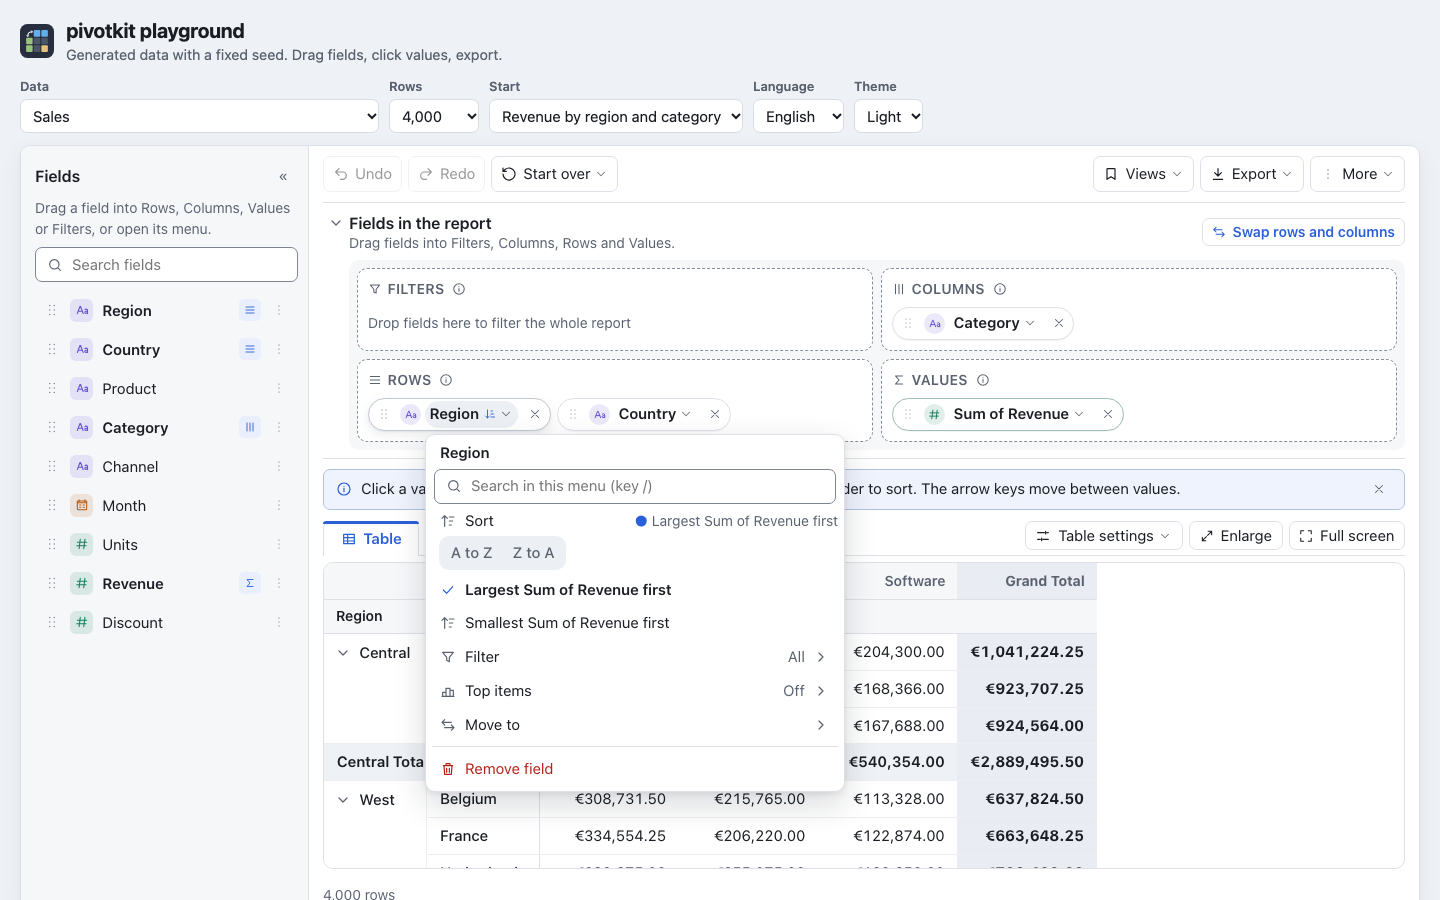 pivotkit playground
Generated data with a fixed seed. Drag fields, click values, export.
Data
Rows
Start
Language
Theme
Sales
4,000
Revenue by region and category
English
Light
Fields
«
Drag a field into Rows, Columns, Values
or Filters, or open its menu.
Search fields
Aa Region
Aa Country
Aa Product
Aa Category
Aa Channel
Month
# Units
# Revenue Σ
# Discount
Undo
Redo
Start over
Views
Export
More
Fields in the report
Drag fields into Filters, Columns, Rows and Values.
Swap rows and columns
FILTERS
Drop fields here to filter the whole report
COLUMNS
Aa Category
ROWS
Aa Region
Aa Country
Σ VALUES
# Sum of Revenue
Region
Search in this menu (key /)
Sort
Largest Sum of Revenue first
A to Z
Z to A
Largest Sum of Revenue first
Smallest Sum of Revenue first
Filter
All
Top items
Off
Move to
Remove field
Click a va
der to sort. The arrow keys move between values.
Table
Table settings
Enlarge
Full screen
Software
Grand Total
Region
Central
€204,300.00
€1,041,224.25
€168,366.00
€923,707.25
€167,688.00
€924,564.00
Central Tota
€540,354.00
€2,889,495.50
West
Belgium
€308,731.50
€215,765.00
€113,328.00
€637,824.50
France
€334,554.25
€206,220.00
€122,874.00
€663,648.25
4,000 rows